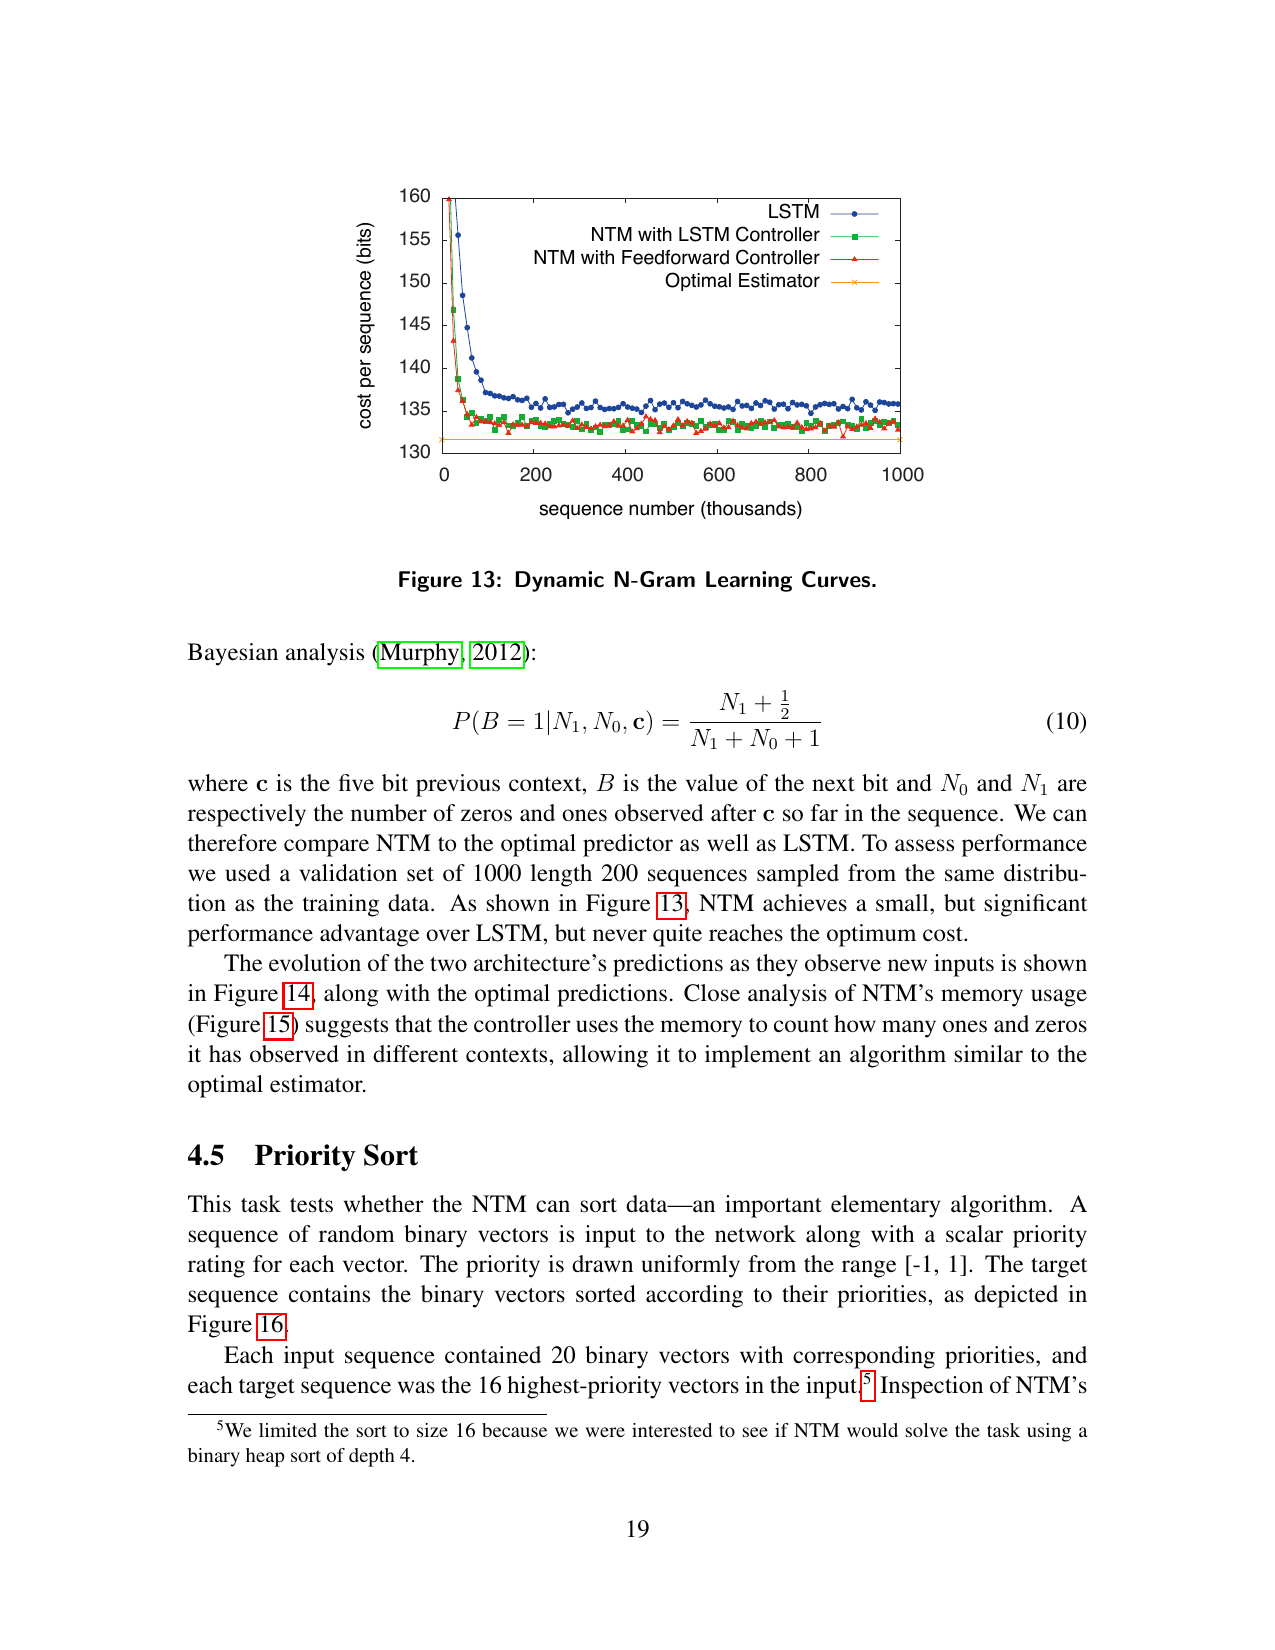 160
155
150
145
140
135
130
cost per sequence (bits)
LSTM
NTM with LSTM Controller
NTM with Feedforward Controller
Optimal Estimator
0 200 400 600 800 1000
sequence number (thousands)
Figure 13: Dynamic N-Gram Learning Curves.
Bayesian analysis (Murphy, 2012):
P(B = 1|N₁, N₀, c) = (N₁ + ½) / (N₁ + N₀ + 1) (10)
where c is the five bit previous context, B is the value of the next bit and N₀ and N₁ are
respectively the number of zeros and ones observed after c so far in the sequence. We can
therefore compare NTM to the optimal predictor as well as LSTM. To assess performance
we used a validation set of 1000 length 200 sequences sampled from the same distribu-
tion as the training data. As shown in Figure 13, NTM achieves a small, but significant
performance advantage over LSTM, but never quite reaches the optimum cost.
The evolution of the two architecture's predictions as they observe new inputs is shown
in Figure 14, along with the optimal predictions. Close analysis of NTM's memory usage
(Figure 15) suggests that the controller uses the memory to count how many ones and zeros
it has observed in different contexts, allowing it to implement an algorithm similar to the
optimal estimator.
4.5 Priority Sort
This task tests whether the NTM can sort data—an important elementary algorithm. A
sequence of random binary vectors is input to the network along with a scalar priority
rating for each vector. The priority is drawn uniformly from the range [-1, 1]. The target
sequence contains the binary vectors sorted according to their priorities, as depicted in
Figure 16.
Each input sequence contained 20 binary vectors with corresponding priorities, and
each target sequence was the 16 highest-priority vectors in the input.⁵ Inspection of NTM's
⁵We limited the sort to size 16 because we were interested to see if NTM would solve the task using a
binary heap sort of depth 4.
19